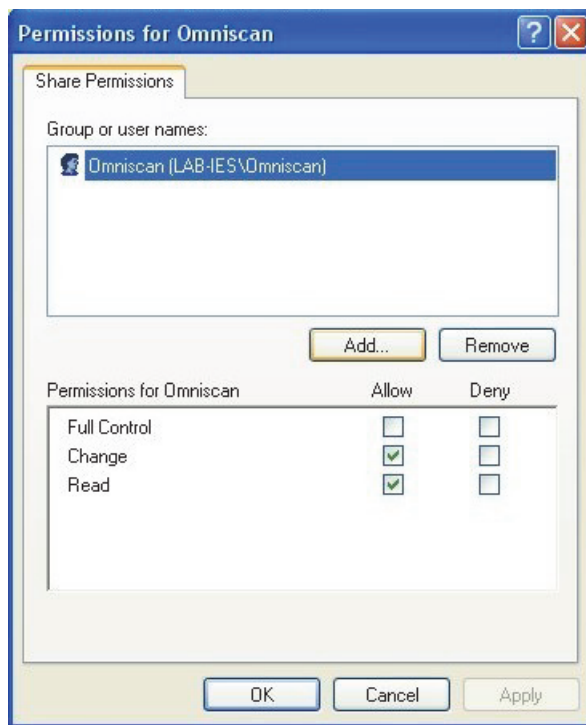 Permissions for Omniscan
Share Permissions
Group or user names:
Omniscan (LAB-IES\Omniscan)
Add... Remove
Permissions for Omniscan Allow Deny
Full Control
Change
Read
OK Cancel Apply